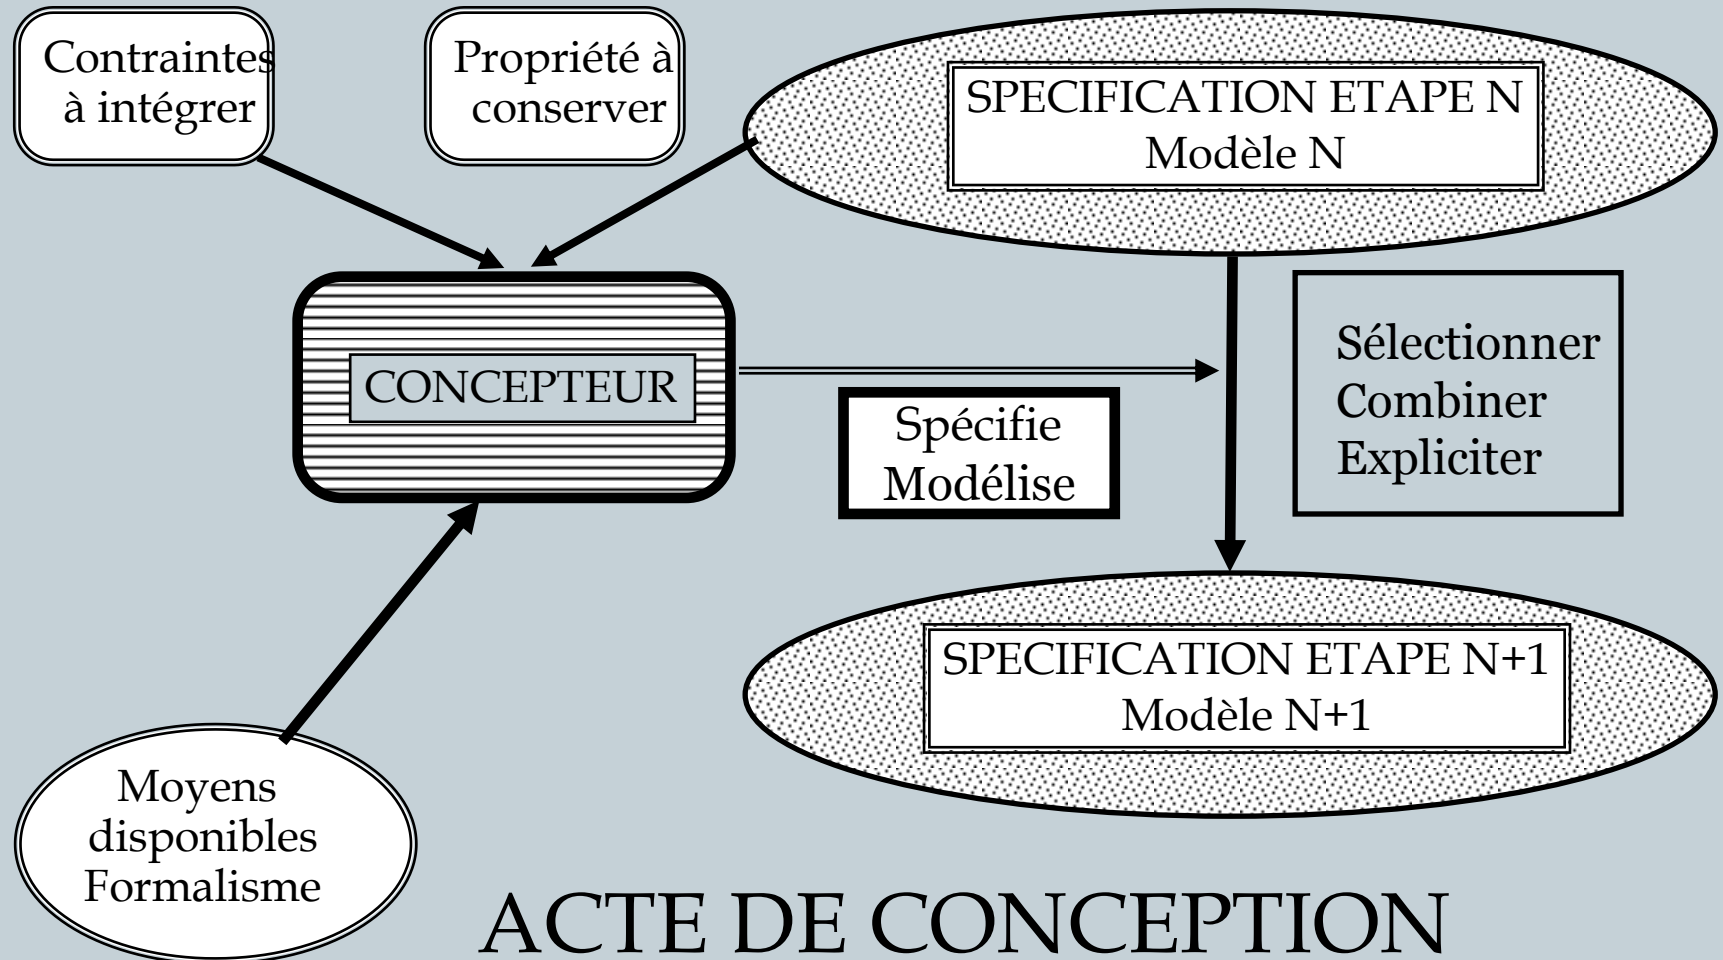 Contraintes
à intégrer
Propriété à
conserver
SPECIFICATION ETAPE N
Modèle N
CONCEPTEUR
Spécifie
Modélise
Sélectionner
Combiner
Expliciter
SPECIFICATION ETAPE N+1
Modèle N+1
Moyens
disponibles
Formalisme
ACTE DE CONCEPTION